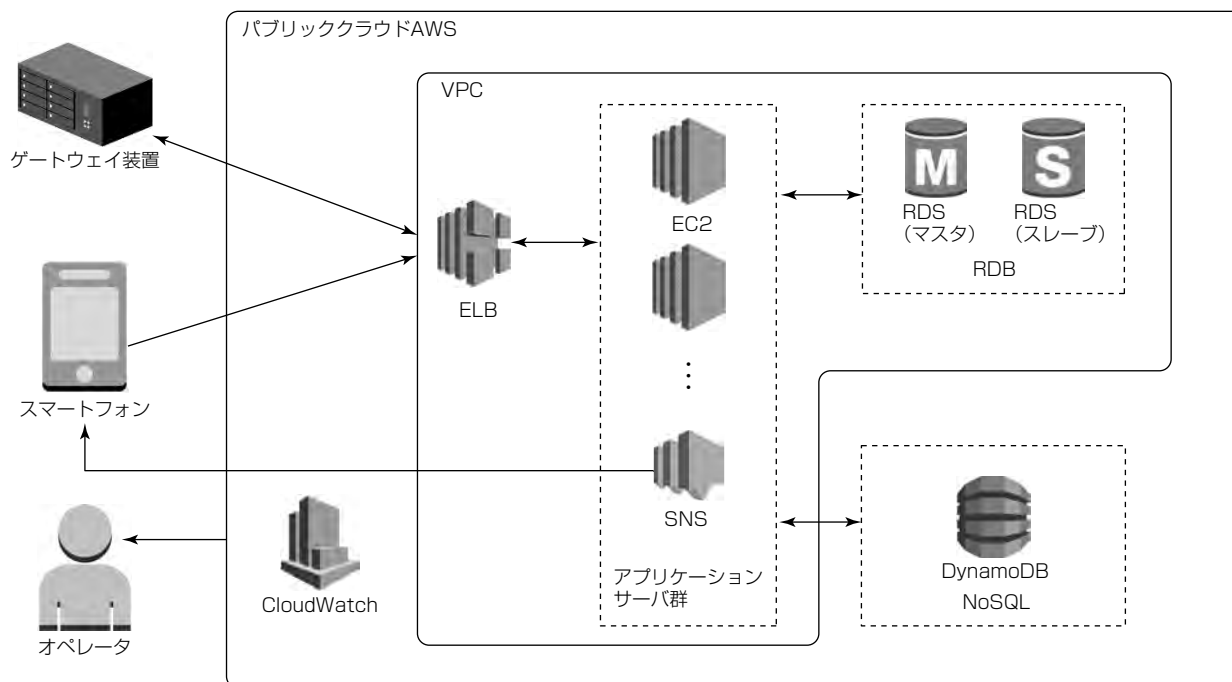 パブリッククラウドAWS
ゲートウェイ装置
スマートフォン
オペレータ
VPC
ELB
CloudWatch
EC2
⋮
SNS
アプリケーション
サーバ群
M
RDS
（マスタ）
S
RDS
（スレーブ）
RDB
DynamoDB
NoSQL